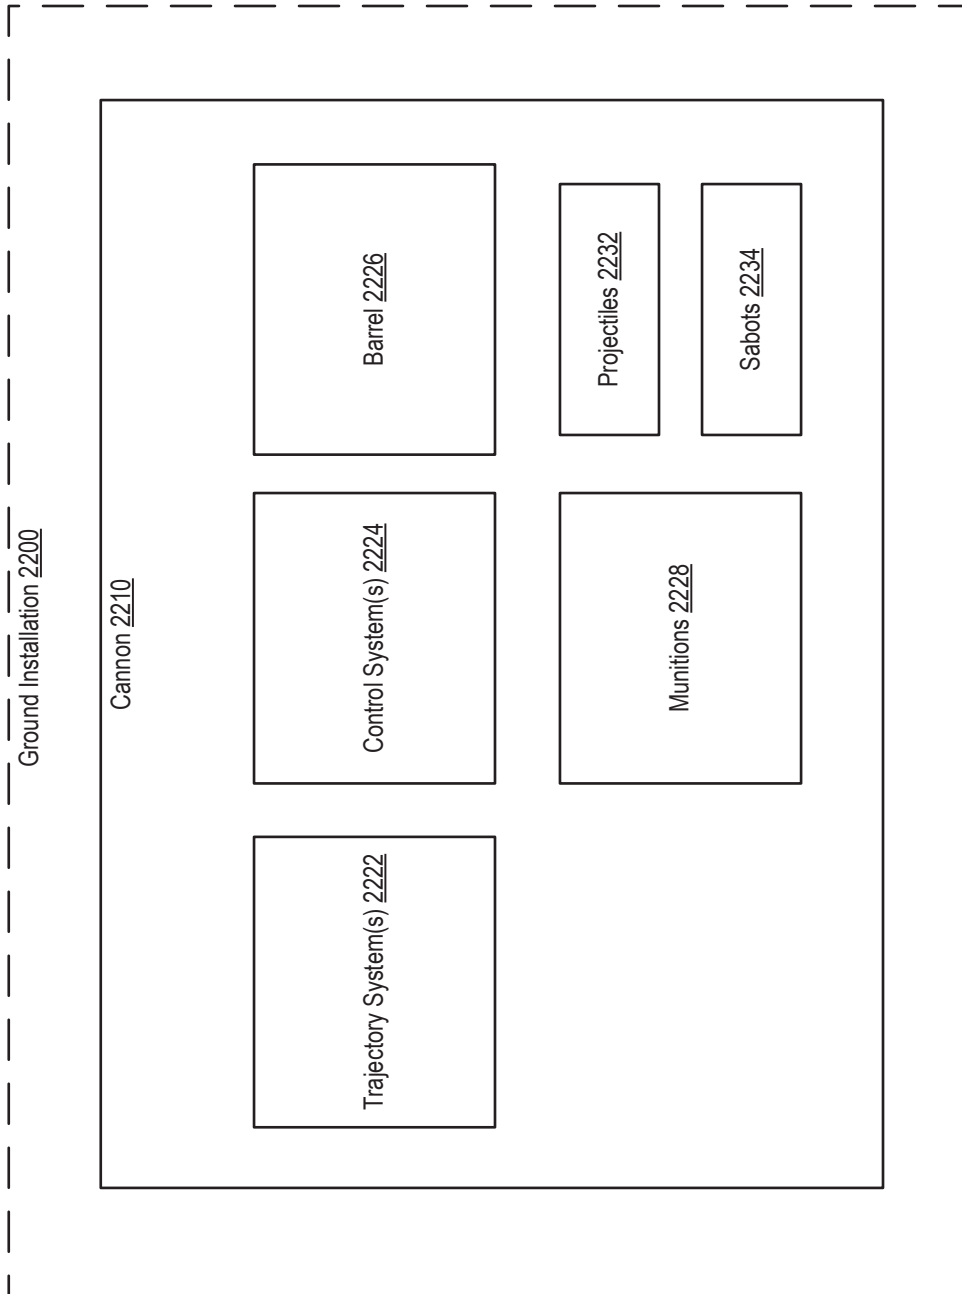 Ground Installation 2200
Cannon 2210
Trajectory System(s) 2222
Control System(s) 2224
Barrel 2226
Munitions 2228
Projectiles 2232
Sabots 2234